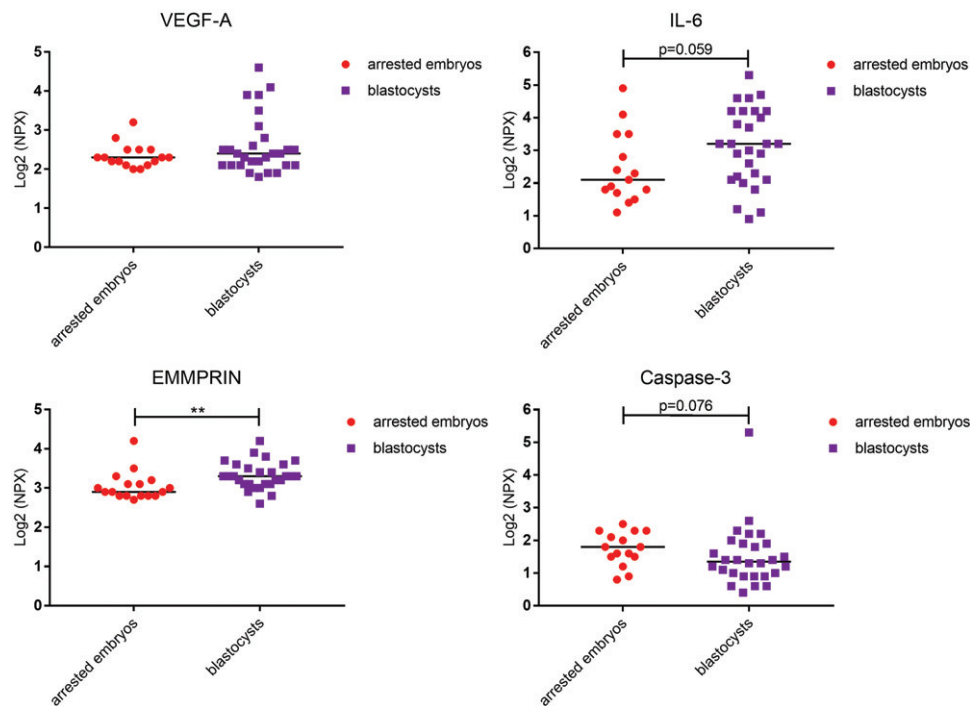 VEGF-A
5
4
3
2
1
0
Log2 (NPX)
arrested embryos
blastocysts
arrested embryos
blastocysts
IL-6
p=0.059
6
5
4
3
2
1
0
Log2 (NPX)
arrested embryos
blastocysts
arrested embryos
blastocysts
EMMPRIN
**
5
4
3
2
1
0
Log2 (NPX)
arrested embryos
blastocysts
arrested embryos
blastocysts
Caspase-3
p=0.076
6
5
4
3
2
1
0
Log2 (NPX)
arrested embryos
blastocysts
arrested embryos
blastocysts